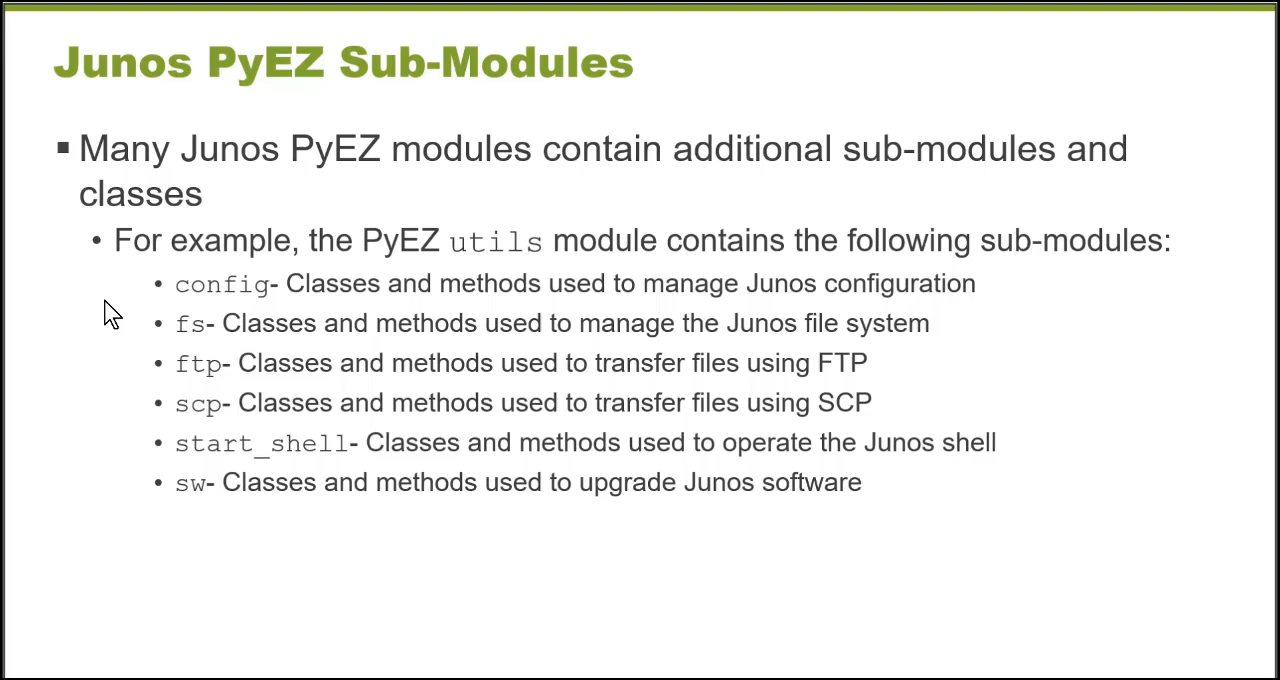 Junos PyEZ Sub-Modules
▪ Many Junos PyEZ modules contain additional sub-modules and
classes
• For example, the PyEZ utils module contains the following sub-modules:
• config- Classes and methods used to manage Junos configuration
• fs- Classes and methods used to manage the Junos file system
• ftp- Classes and methods used to transfer files using FTP
• scp- Classes and methods used to transfer files using SCP
• start_shell- Classes and methods used to operate the Junos shell
• sw- Classes and methods used to upgrade Junos software